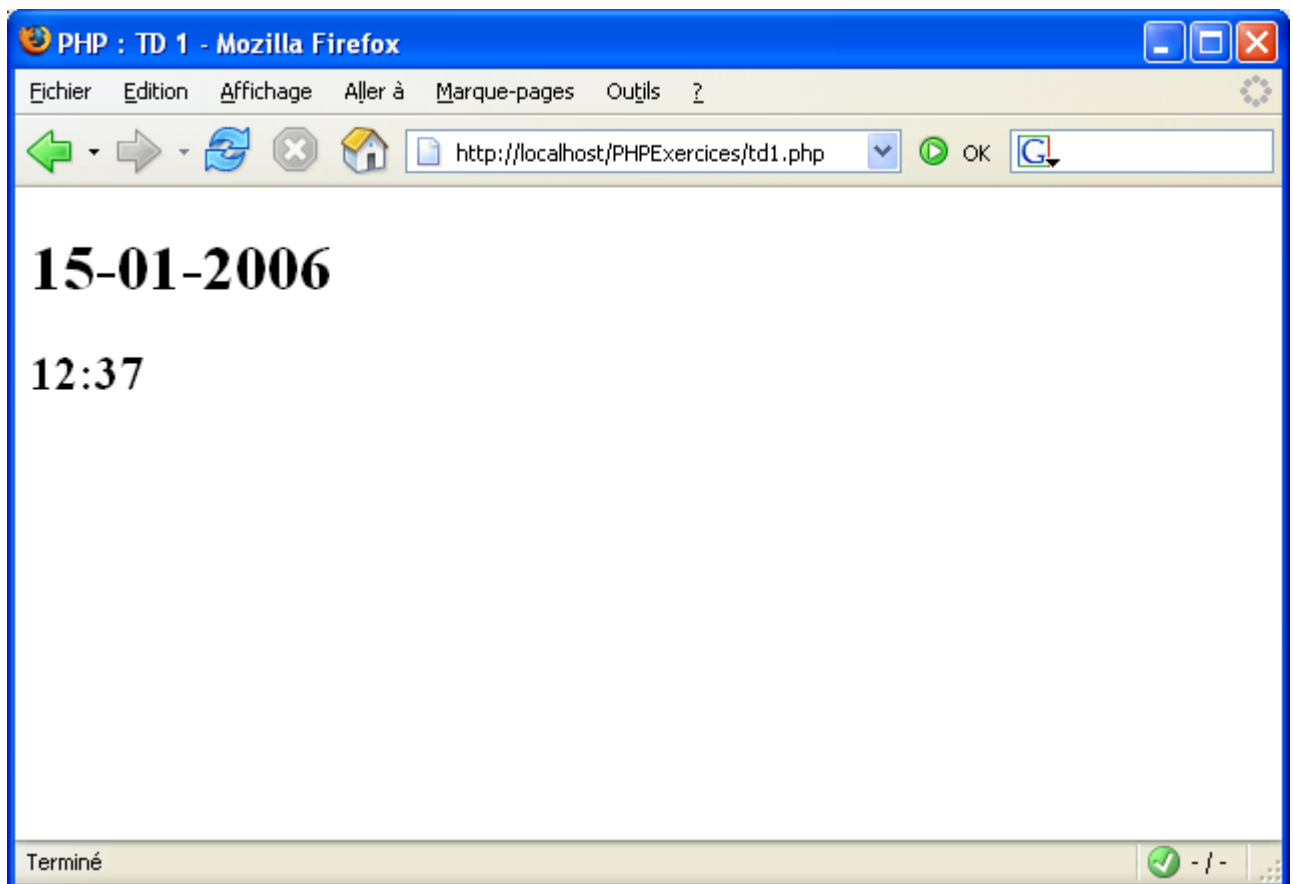 PHP : TD 1 - Mozilla Firefox
Fichier Edition Affichage Aller à Marque-pages Outils ?
http://localhost/PHPExercices/td1.php OK G
15-01-2006
12:37
Terminé - / -